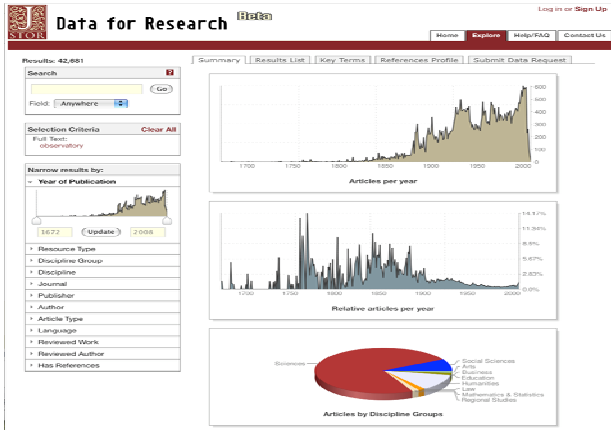 JSTOR
Data for Research Beta
Log in or Sign Up
Home Explore Help/FAQ Contact Us
Results: 42,681
Summary Results List Key Terms References Profile Submit Data Request
Search ?
Go
Field: Anywhere
Selection Criteria Clear All
Full Text:
observatory
Narrow results by:
Year of Publication
1672 Update 2008
Resource Type
Discipline Group
Discipline
Journal
Publisher
Author
Article Type
Language
Reviewed Work
Reviewed Author
Has References
600
500
400
300
200
100
0
1700 1750 1800 1850 1900 1950 2000
Articles per year
14.17%
11.34%
8.5%
5.67%
2.83%
0.0%
1700 1750 1800 1850 1900 1950 2000
Relative articles per year
Sciences
Social Sciences
Arts
Business
Education
Humanities
Law
Mathematics & Statistics
Regional Studies
Articles by Discipline Groups